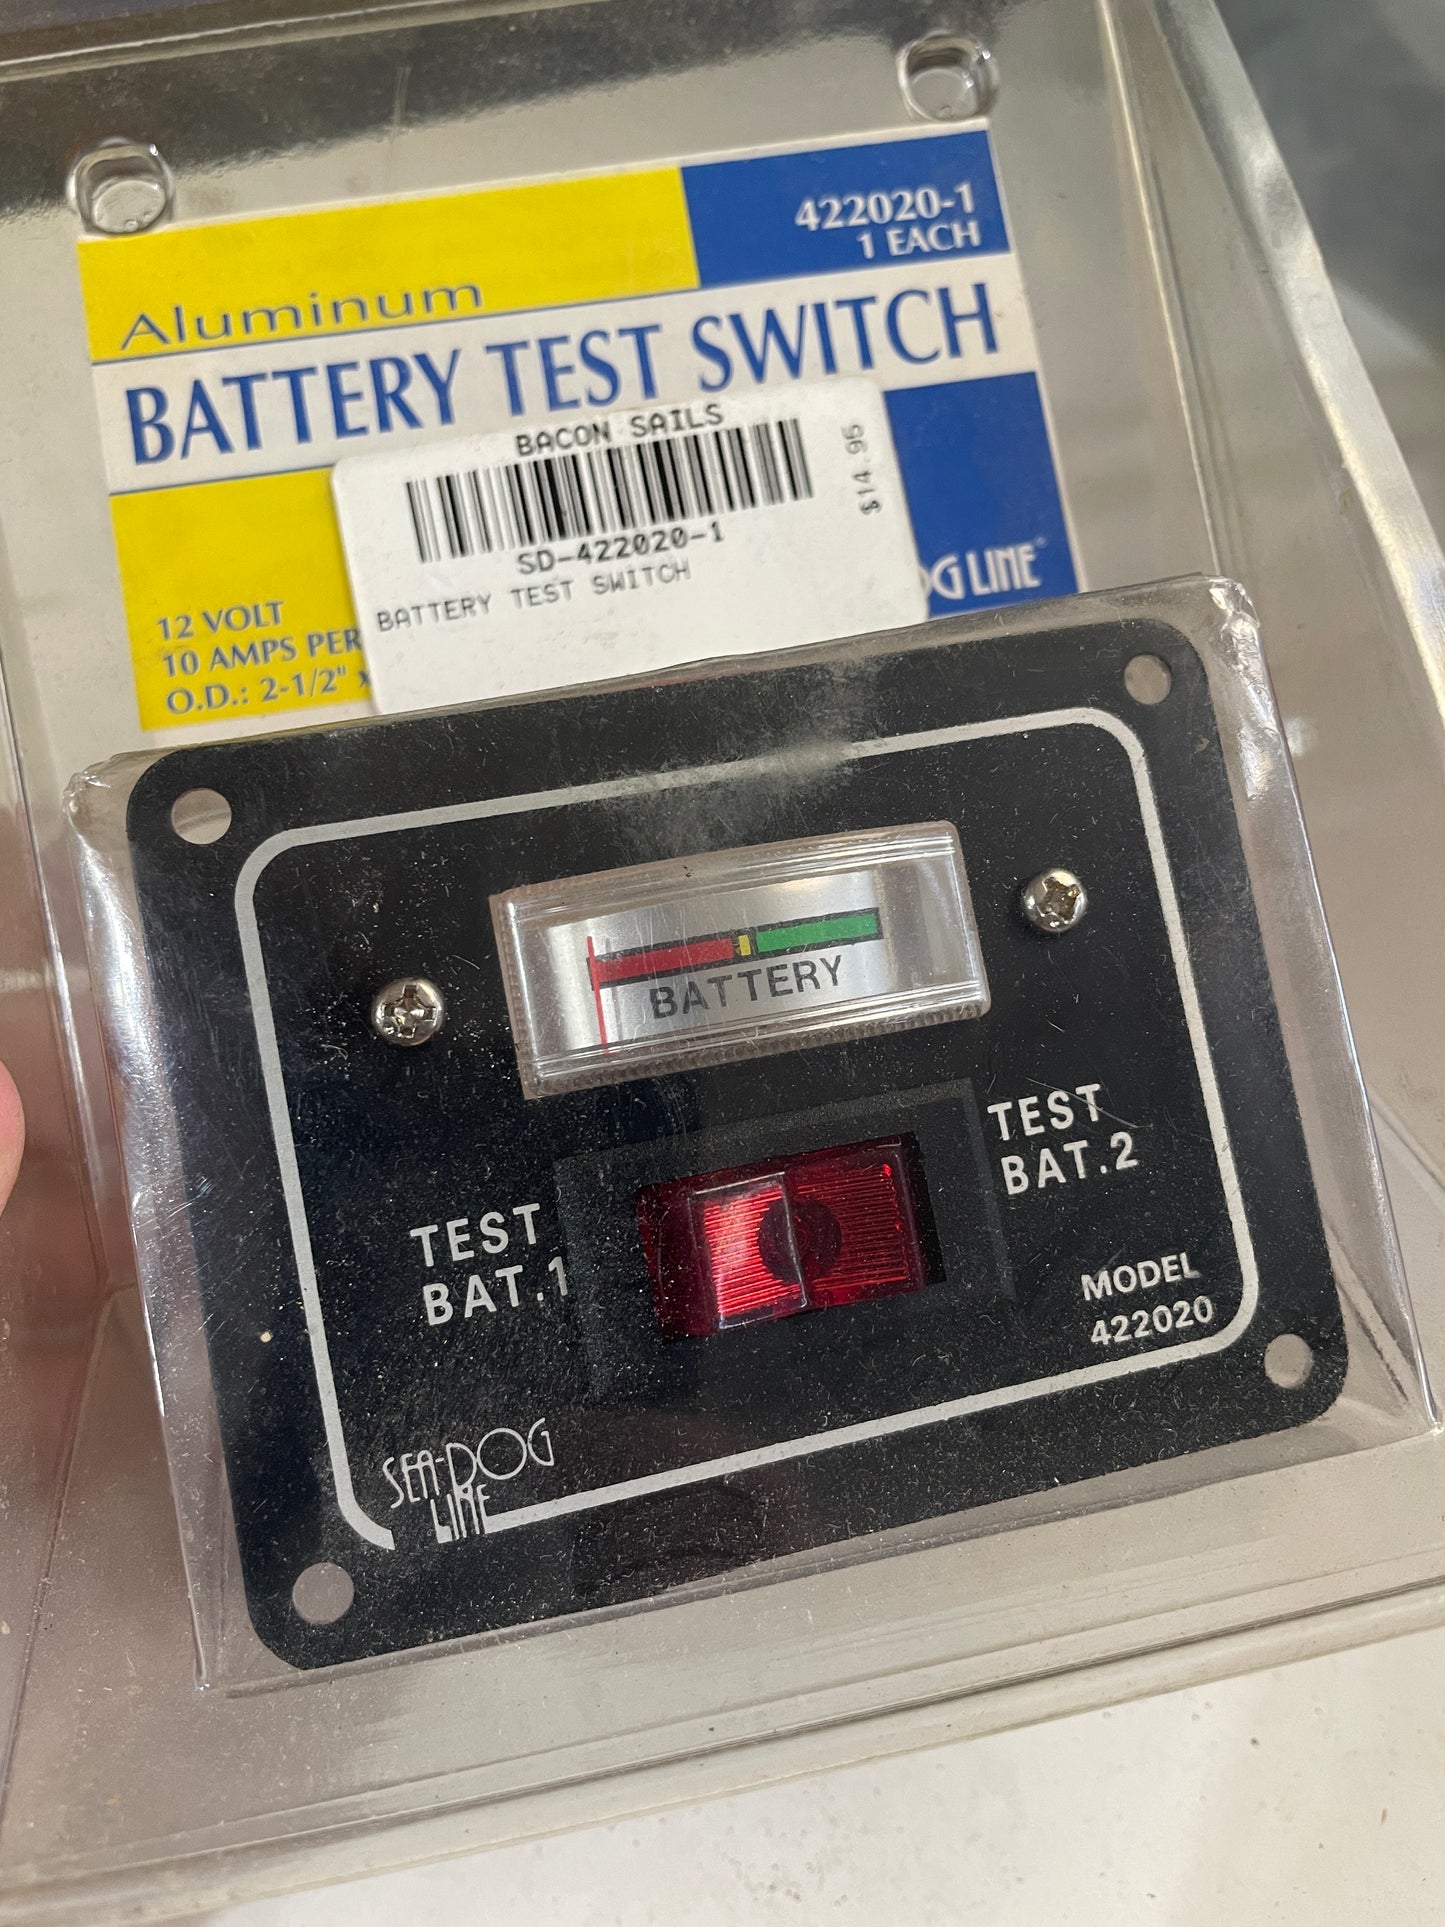 422020-1
1 EACH
Aluminum
BATTERY TEST SWITCH
BACON SAILS
$14.95
SD-422020-1
BATTERY TEST SWITCH
12 VOLT
10 AMPS PER
O.D.: 2-1/2" x
OG LINE
BATTERY
TEST
BAT.1
TEST
BAT.2
MODEL
422020
SEA-DOG
LINE